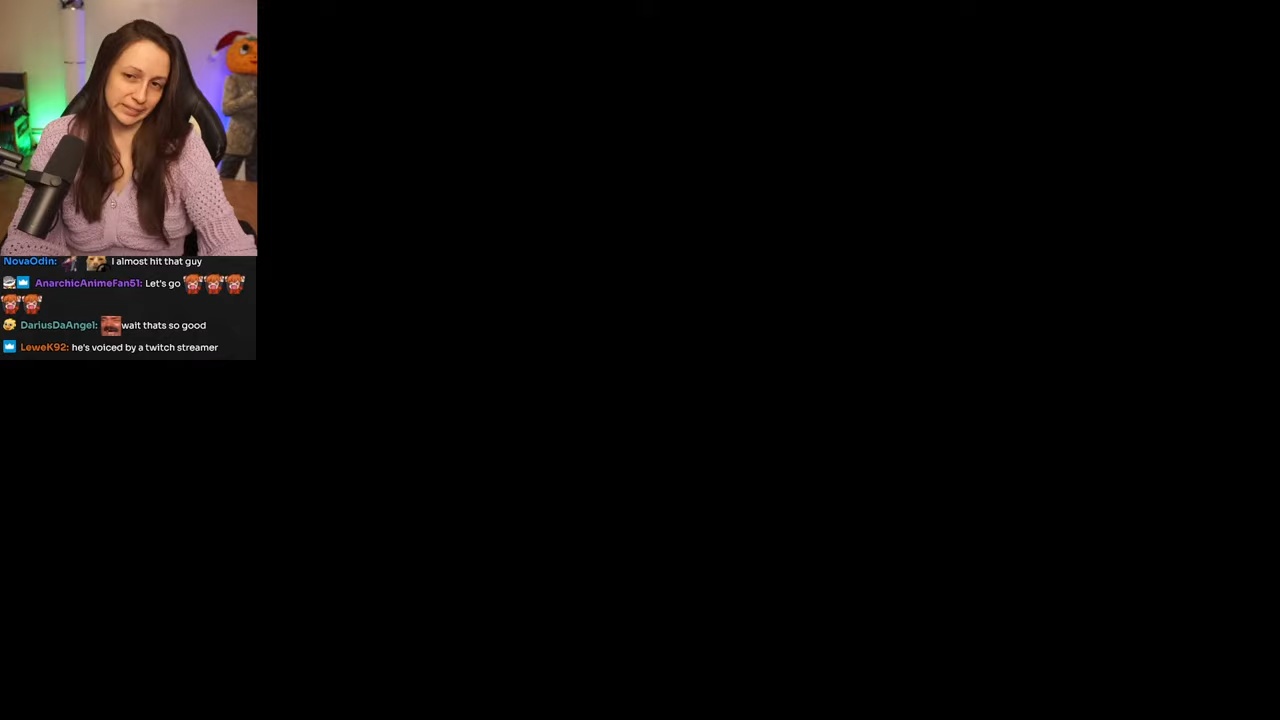 NovaOdin: I almost hit that guy
AnarchicAnimeFan51: Let's go
DariusDaAngel: wait thats so good
LeweK92: he's voiced by a twitch streamer